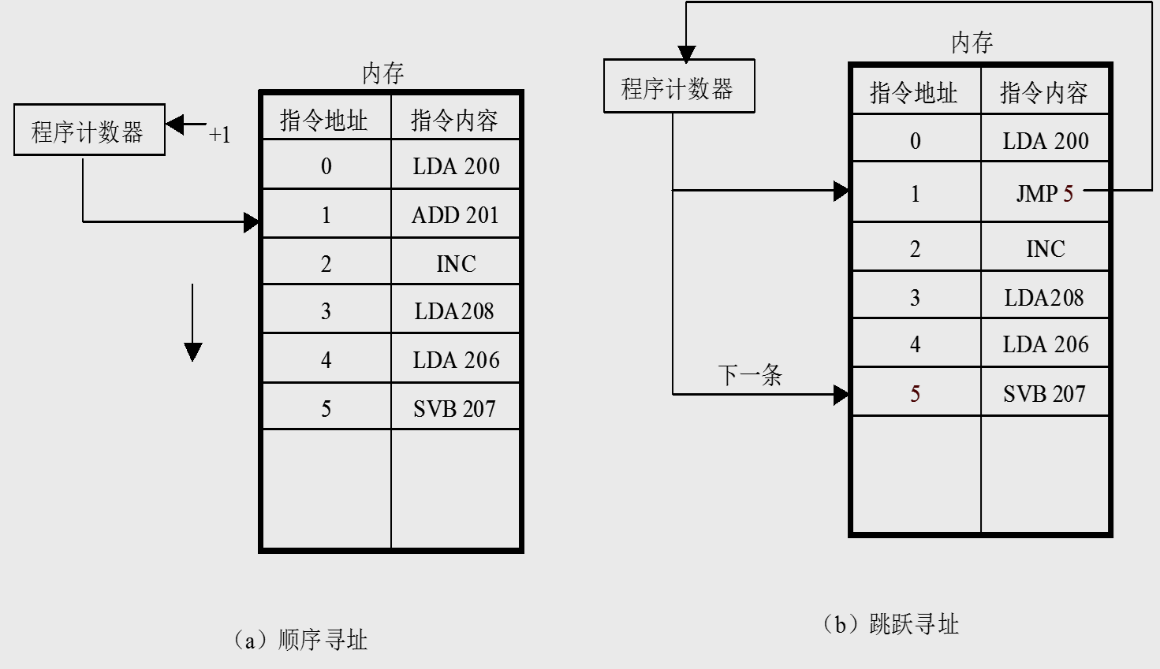 内存
程序计数器
+1
指令地址 指令内容
0 LDA 200
1 ADD 201
2 INC
3 LDA208
4 LDA 206
5 SVB 207
(a)顺序寻址
内存
程序计数器
指令地址 指令内容
0 LDA 200
1 JMP 5
2 INC
3 LDA208
4 LDA 206
下一条
5 SVB 207
(b)跳跃寻址